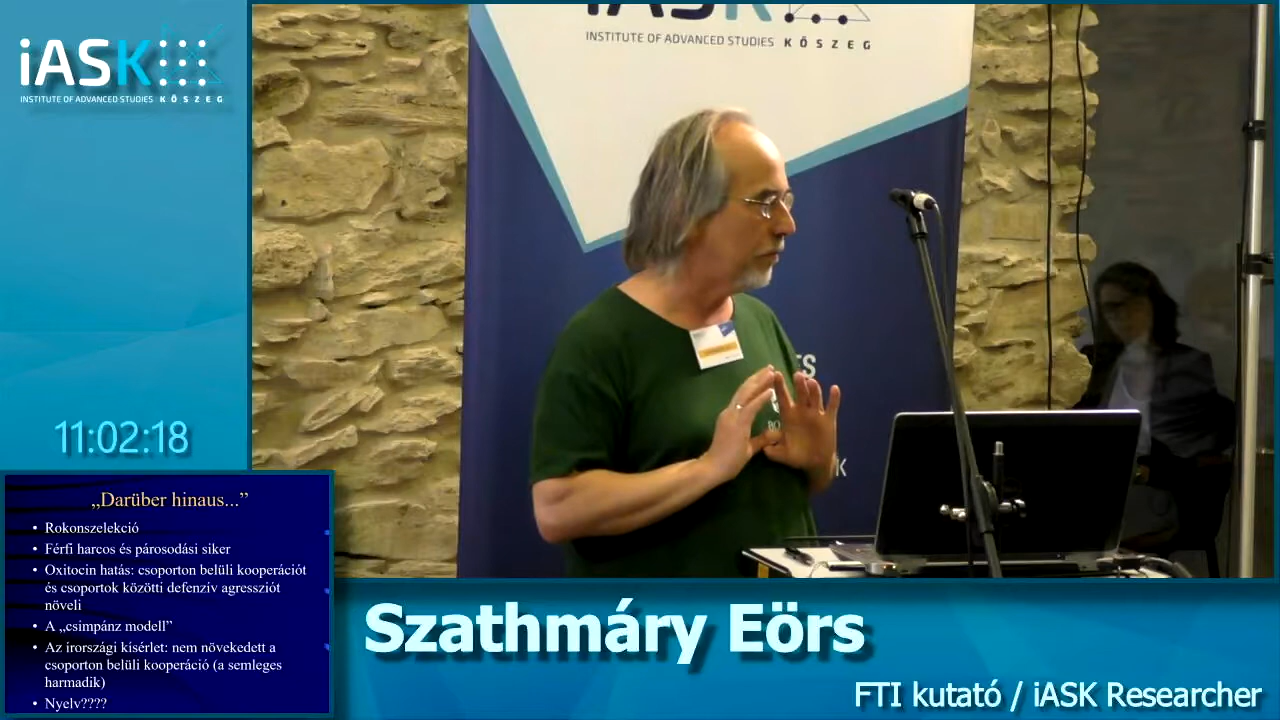 iASK
INSTITUTE OF ADVANCED STUDIES KŐSZEG
iASK
INSTITUTE OF ADVANCED STUDIES KŐSZEG
ES
K
11:02:18
„Darüber hinaus...”
• Rokonszelekció
• Férfi harcos és párosodási siker
• Oxitocin hatás: csoporton belüli kooperációt
és csoportok közötti defenzív agressziót
növeli
• A „csimpánz modell”
• Az írországi kísérlet: nem növekedett a
csoporton belüli kooperáció (a semleges
harmadik)
• Nyelv????
Szathmáry Eörs
FTI kutató / iASK Researcher